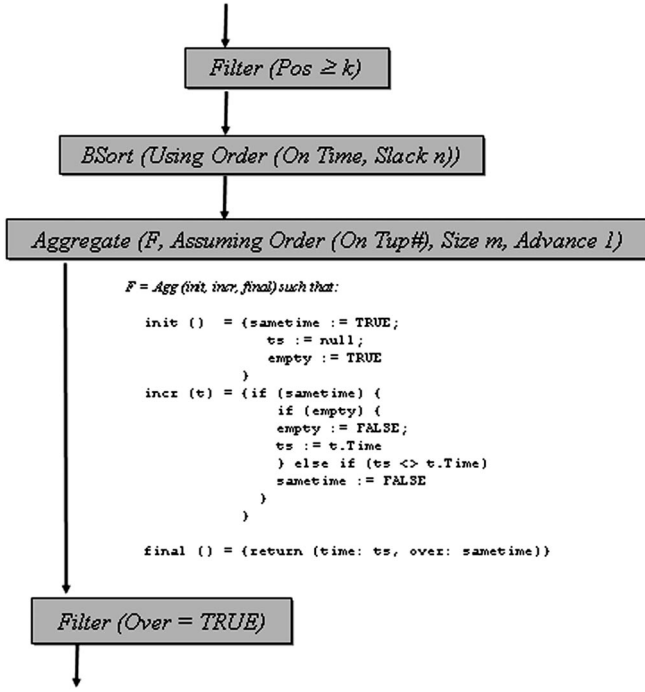 Filter (Pos ≥ k)
BSort (Using Order (On Time, Slack n))
Aggregate (F, Assuming Order (On Tup#), Size m, Advance 1)
F = Agg (init, incr, final) such that:
init () = {sametime := TRUE;
ts := null;
empty := TRUE
}
incr (t) = {if (sametime) {
if (empty) {
empty := FALSE;
ts := t.Time
} else if (ts <> t.Time)
sametime := FALSE
}
}
final () = {return (time: ts, over: sametime)}
Filter (Over = TRUE)